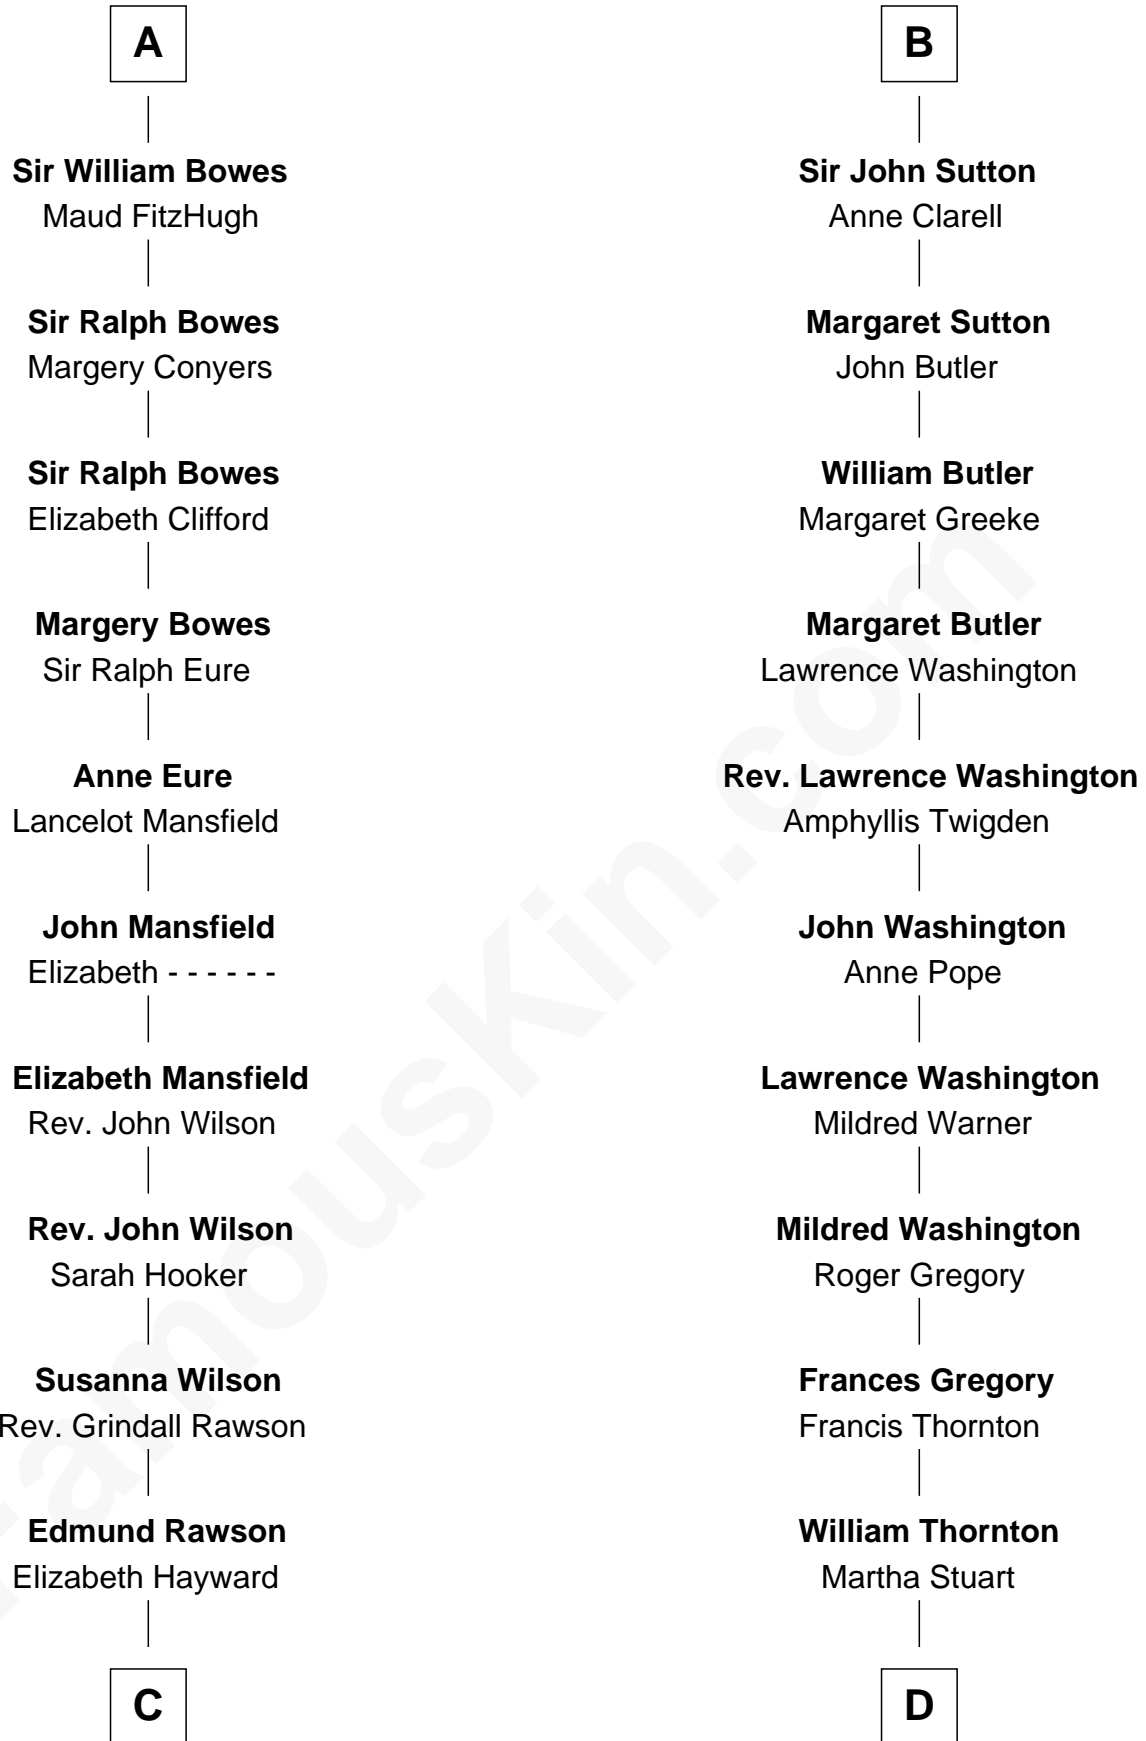 A
Sir William Bowes
Maud FitzHugh
Sir Ralph Bowes
Margery Conyers
Sir Ralph Bowes
Elizabeth Clifford
Margery Bowes
Sir Ralph Eure
Anne Eure
Lancelot Mansfield
John Mansfield
Elizabeth - - - - - -
Elizabeth Mansfield
Rev. John Wilson
Rev. John Wilson
Sarah Hooker
Susanna Wilson
Rev. Grindall Rawson
Edmund Rawson
Elizabeth Hayward
C
B
Sir John Sutton
Anne Clarell
Margaret Sutton
John Butler
William Butler
Margaret Greeke
Margaret Butler
Lawrence Washington
Rev. Lawrence Washington
Amphyllis Twigden
John Washington
Anne Pope
Lawrence Washington
Mildred Warner
Mildred Washington
Roger Gregory
Frances Gregory
Francis Thornton
William Thornton
Martha Stuart
D
FamousKin.com